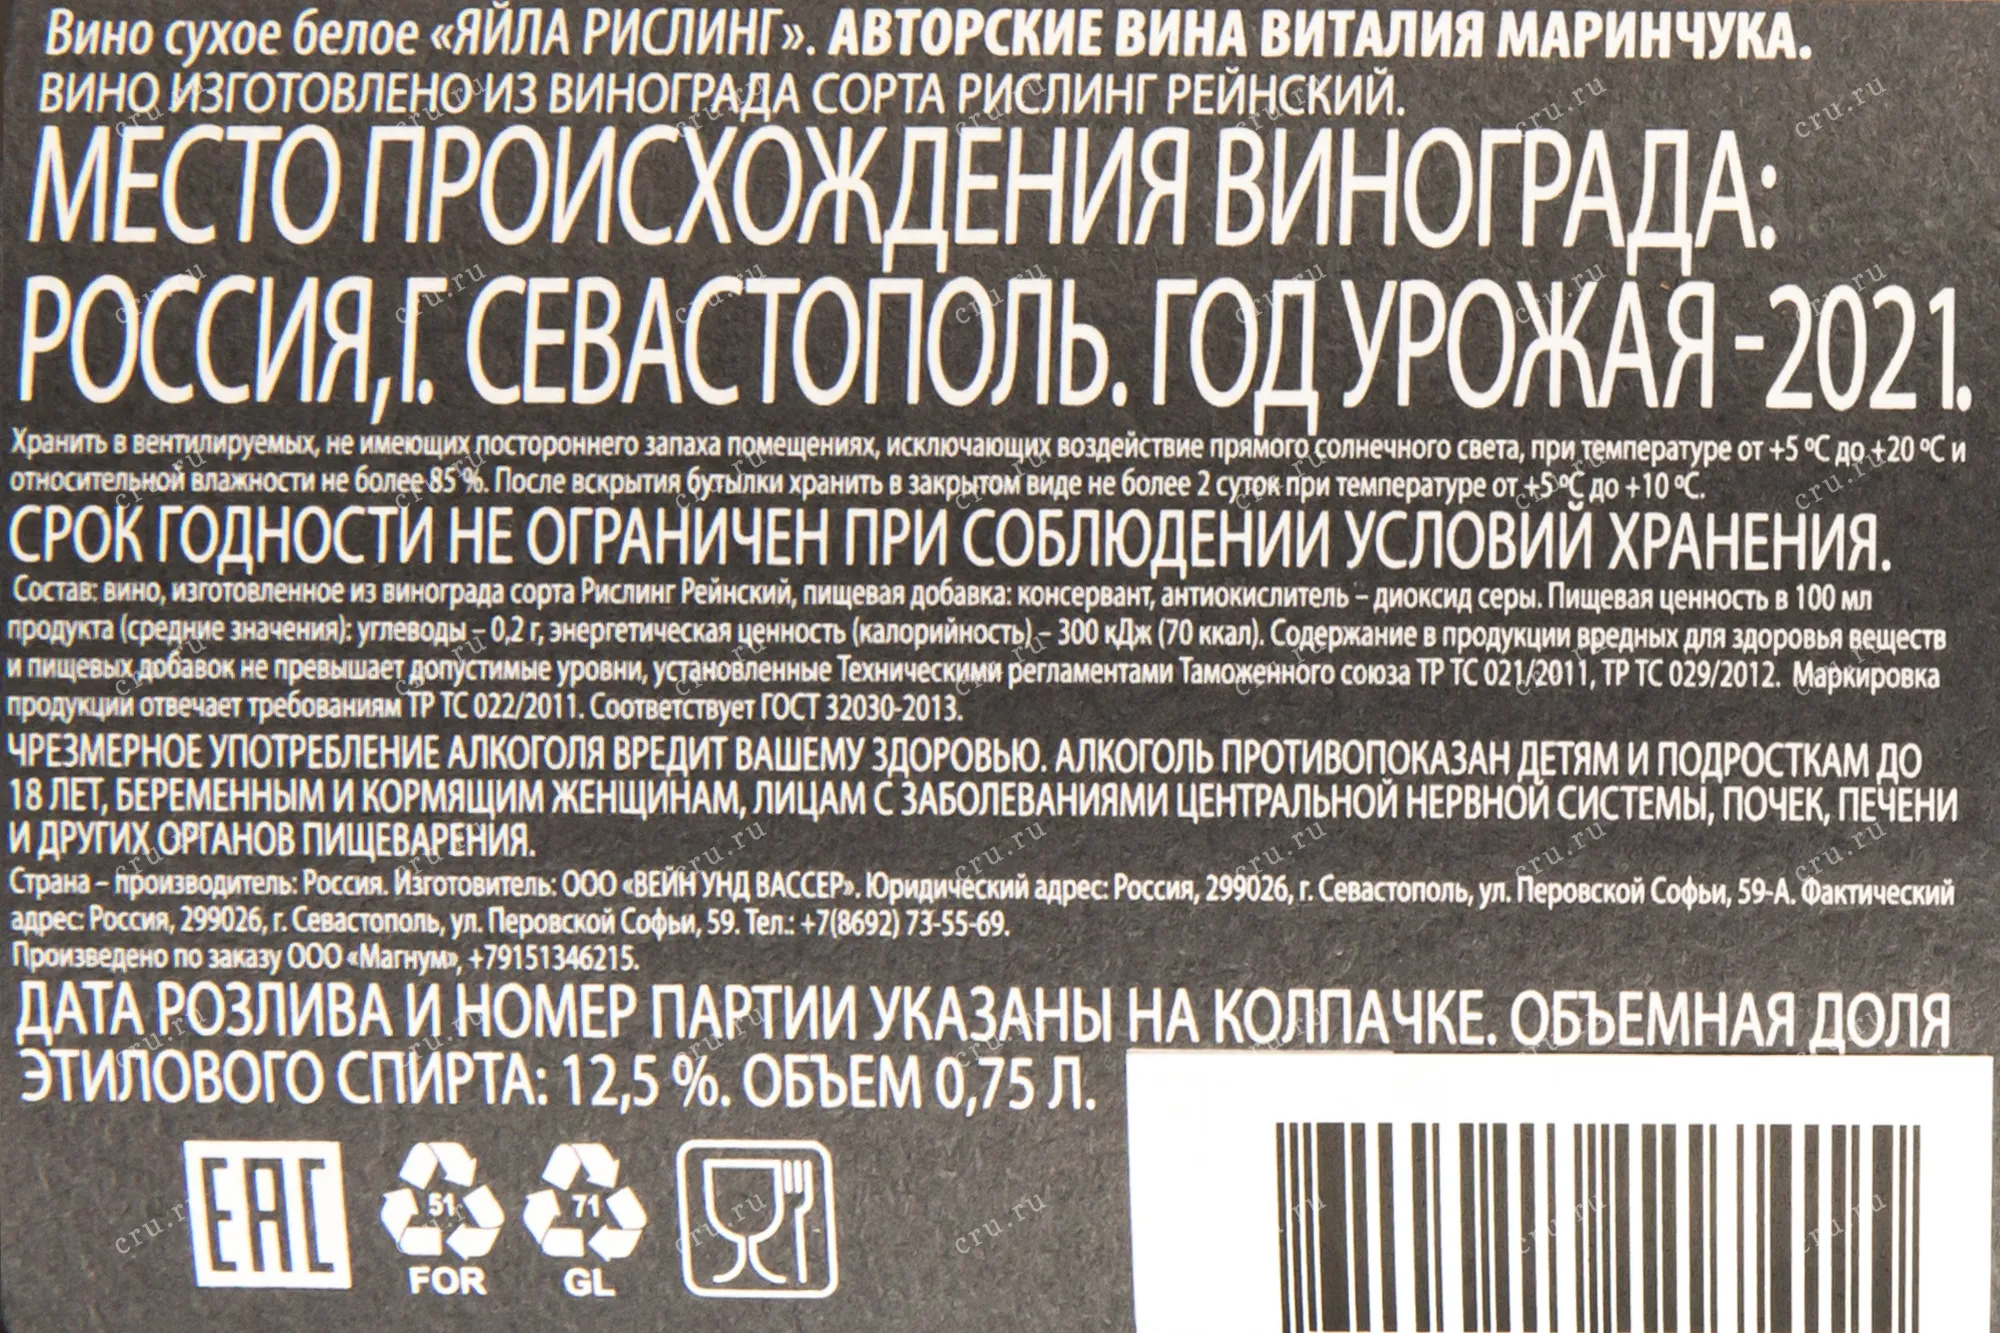 Вино сухое белое «ЯЙЛА РИСЛИНГ». АВТОРСКИЕ ВИНА ВИТАЛИЯ МАРИНЧУКА.
ВИНО ИЗГОТОВЛЕНО ИЗ ВИНОГРАДА СОРТА РИСЛИНГ РЕЙНСКИЙ.
МЕСТО ПРОИСХОЖДЕНИЯ ВИНОГРАДА:
РОССИЯ,Г. СЕВАСТОПОЛЬ. ГОД УРОЖАЯ -2021.
Хранить в вентилируемых, не имеющих постороннего запаха помещениях, исключающих воздействие прямого солнечного света, при температуре от +5 ºС до +20 ºС и
относительной влажности не более 85 %. После вскрытия бутылки хранить в закрытом виде не более 2 суток при температуре от +5 ºС до +10 ºС.
СРОК ГОДНОСТИ НЕ ОГРАНИЧЕН ПРИ СОБЛЮДЕНИИ УСЛОВИЙ ХРАНЕНИЯ.
Состав: вино, изготовленное из винограда сорта Рислинг Рейнский, пищевая добавка: консервант, антиокислитель – диоксид серы. Пищевая ценность в 100 мл
продукта (средние значения): углеводы – 0,2 г, энергетическая ценность (калорийность) – 300 кДж (70 ккал). Содержание в продукции вредных для здоровья веществ
и пищевых добавок не превышает допустимые уровни, установленные Техническими регламентами Таможенного союза ТР ТС 021/2011, ТР ТС 029/2012. Маркировка
продукции отвечает требованиям ТР ТС 022/2011. Соответствует ГОСТ 32030-2013.
ЧРЕЗМЕРНОЕ УПОТРЕБЛЕНИЕ АЛКОГОЛЯ ВРЕДИТ ВАШЕМУ ЗДОРОВЬЮ. АЛКОГОЛЬ ПРОТИВОПОКАЗАН ДЕТЯМ И ПОДРОСТКАМ ДО
18 ЛЕТ, БЕРЕМЕННЫМ И КОРМЯЩИМ ЖЕНЩИНАМ, ЛИЦАМ С ЗАБОЛЕВАНИЯМИ ЦЕНТРАЛЬНОЙ НЕРВНОЙ СИСТЕМЫ, ПОЧЕК, ПЕЧЕНИ
И ДРУГИХ ОРГАНОВ ПИЩЕВАРЕНИЯ.
Страна – производитель: Россия. Изготовитель: ООО «ВЕЙН УНД ВАССЕР». Юридический адрес: Россия, 299026, г. Севастополь, ул. Перовской Софьи, 59-А. Фактический
адрес: Россия, 299026, г. Севастополь, ул. Перовской Софьи, 59. Тел.: +7(8692) 73-55-69.
Произведено по заказу ООО «Магнум», +79151346215.
ДАТА РОЗЛИВА И НОМЕР ПАРТИИ УКАЗАНЫ НА КОЛПАЧКЕ. ОБЪЕМНАЯ ДОЛЯ
ЭТИЛОВОГО СПИРТА: 12,5 %. ОБЪЕМ 0,75 Л.
EAC 51 71
FOR GL
cru.ru